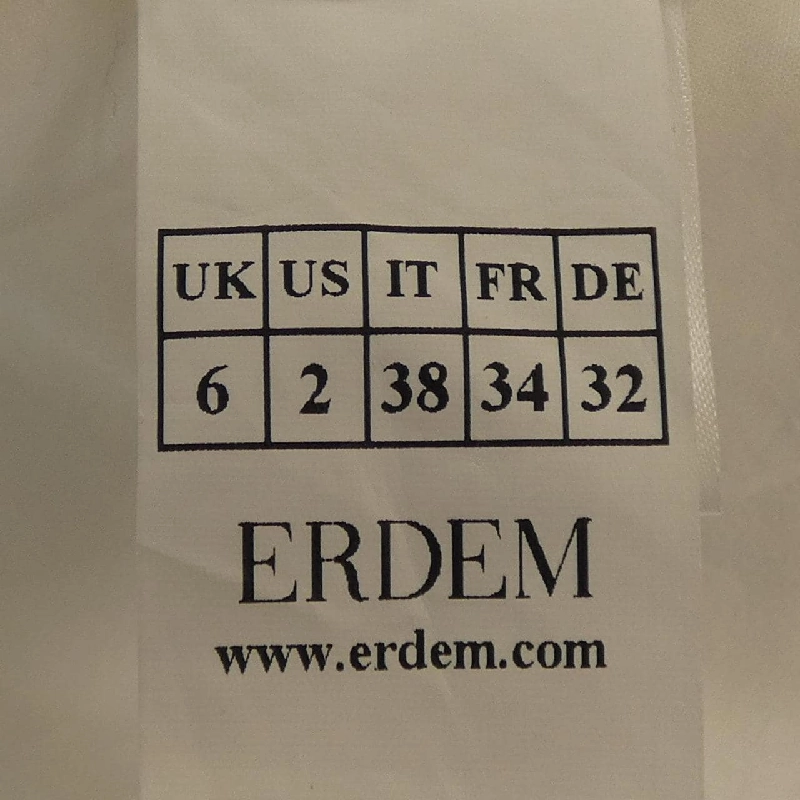 UK US IT FR DE
6 2 38 34 32
ERDEM
www.erdem.com